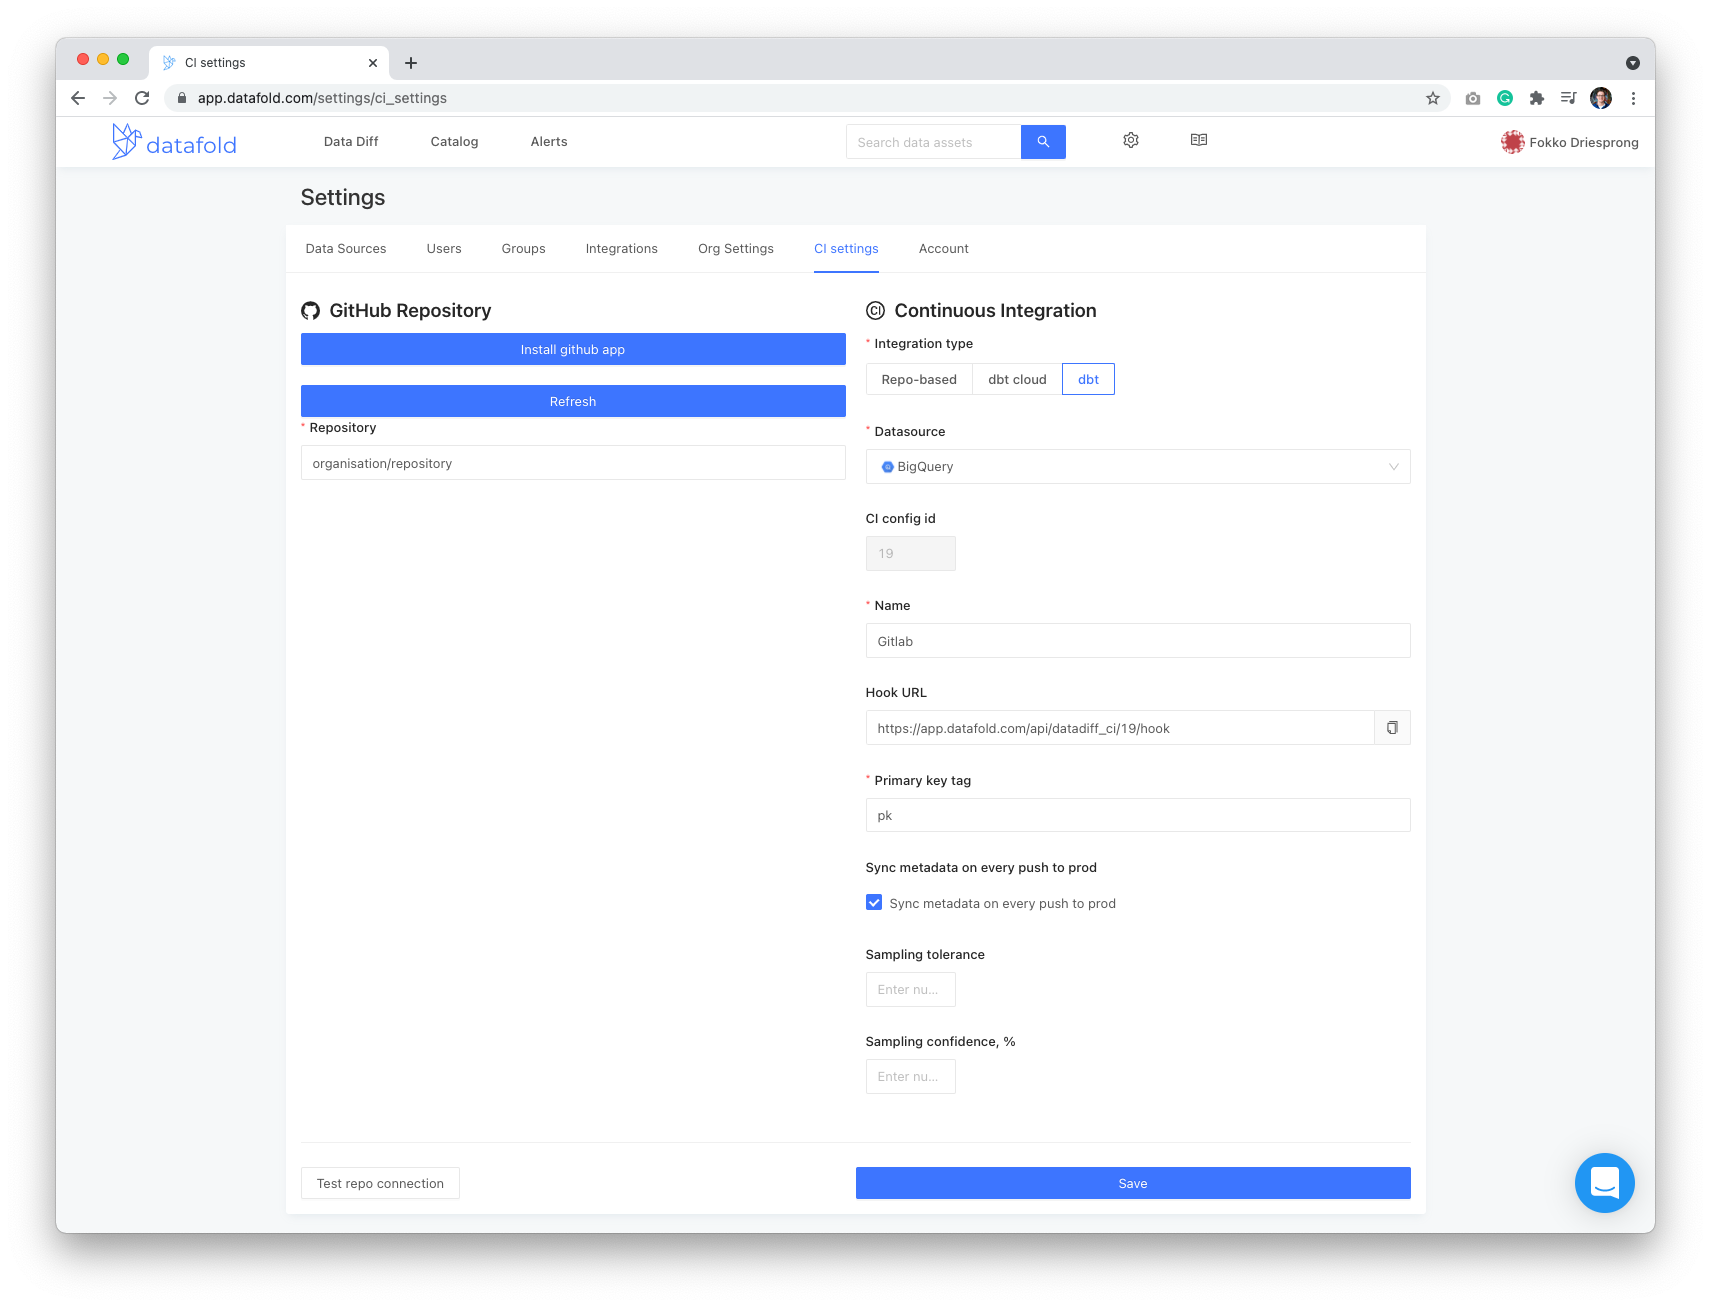 CI settings
app.datafold.com/settings/ci_settings
datafold
Data Diff
Catalog
Alerts
Search data assets
Fokko Driesprong
Settings
Data Sources
Users
Groups
Integrations
Org Settings
CI settings
Account
GitHub Repository
Install github app
Refresh
* Repository
organisation/repository
CI Continuous Integration
* Integration type
Repo-based
dbt cloud
dbt
* Datasource
BigQuery
CI config id
19
* Name
Gitlab
Hook URL
https://app.datafold.com/api/datadiff_ci/19/hook
* Primary key tag
pk
Sync metadata on every push to prod
Sync metadata on every push to prod
Sampling tolerance
Enter nu...
Sampling confidence, %
Enter nu...
Test repo connection
Save